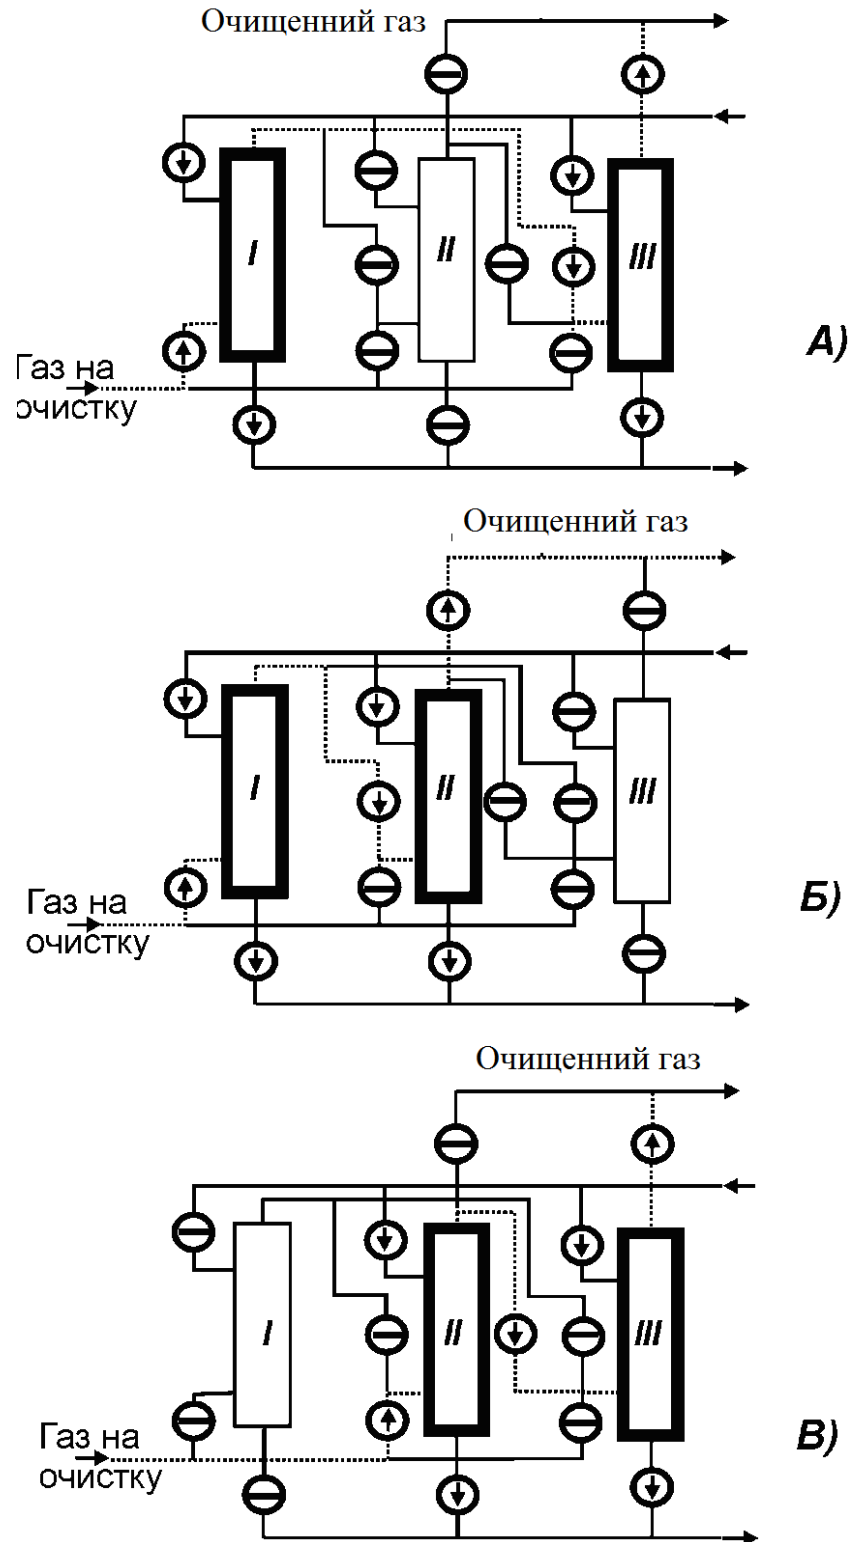 Очищенний газ
I
II
III
А)
Газ на
очистку
Очищенний газ
I
II
III
Б)
Газ на
очистку
Очищенний газ
I
II
III
В)
Газ на
очистку